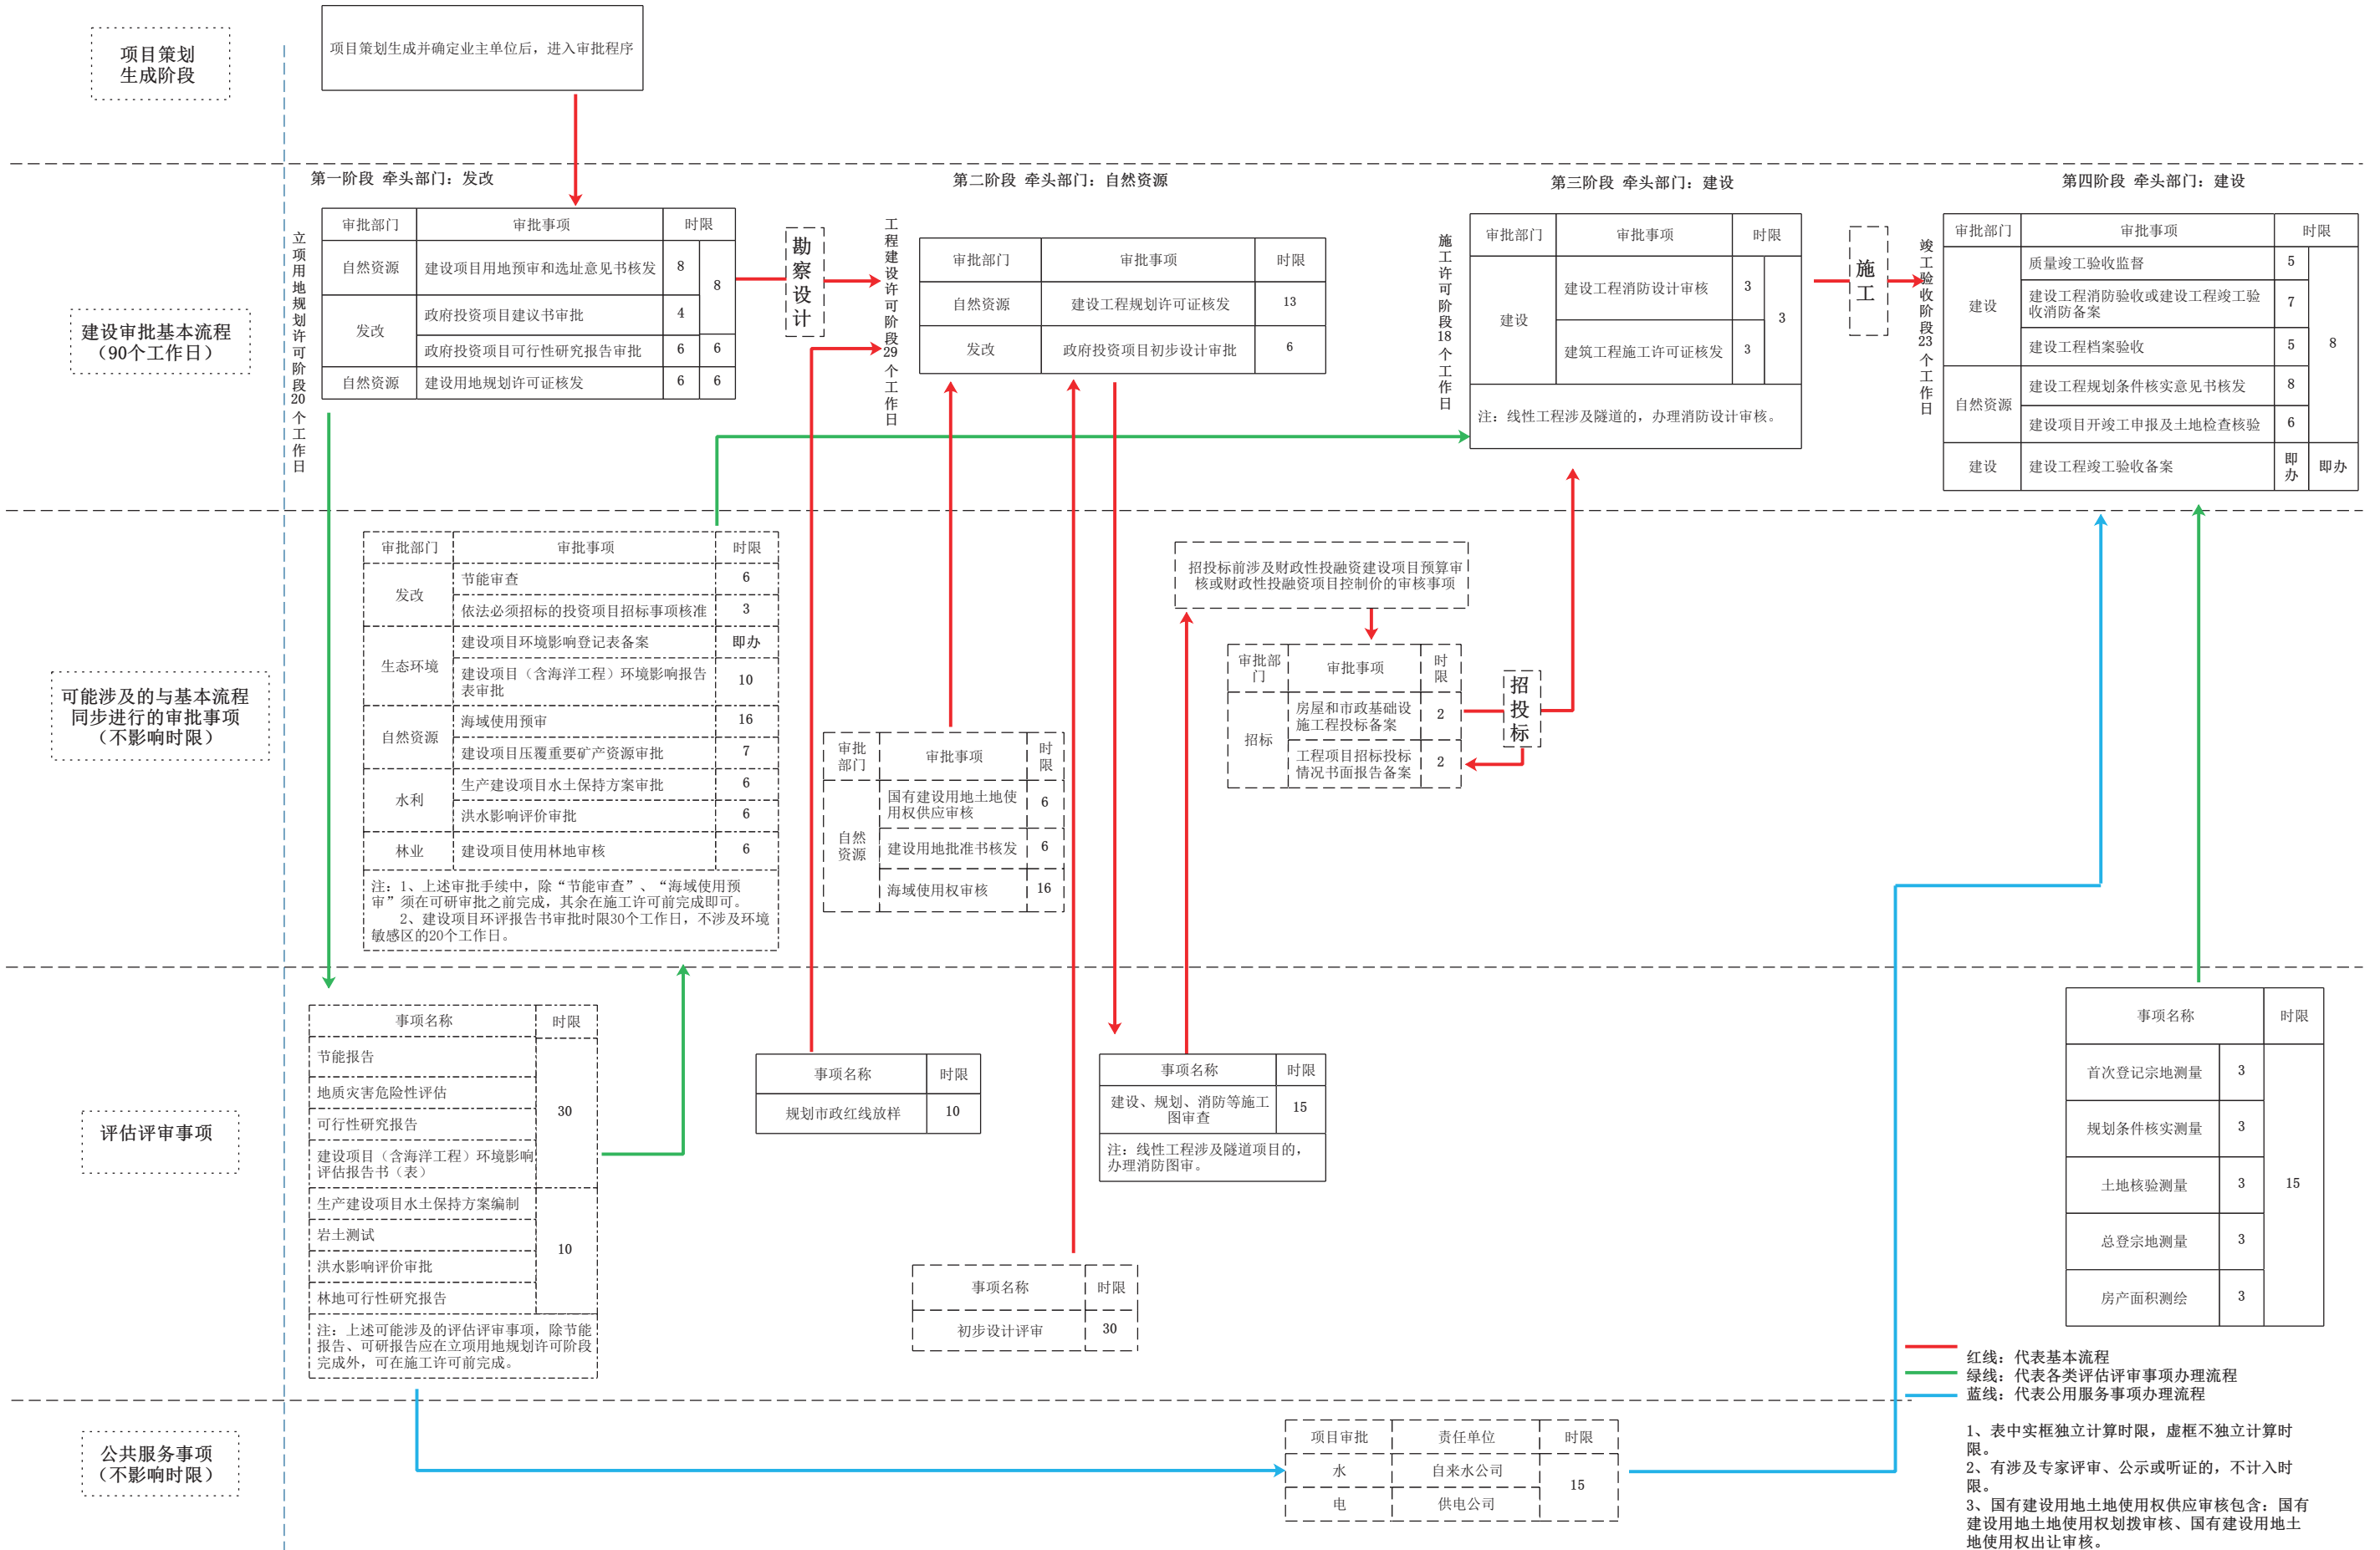 项目策划
生成阶段
项目策划生成并确定业主单位后，进入审批程序
建设审批基本流程
（90个工作日）
第一阶段 牵头部门：发改
立项用地规划许可阶段20个工作日
审批部门 审批事项 时限
自然资源 建设项目用地预审和选址意见书核发 8 8
发改 政府投资项目建议书审批 4
政府投资项目可行性研究报告审批 6 6
自然资源 建设用地规划许可证核发 6 6
勘察设计
第二阶段 牵头部门：自然资源
工程建设许可阶段29个工作日
审批部门 审批事项 时限
自然资源 建设工程规划许可证核发 13
发改 政府投资项目初步设计审批 6
第三阶段 牵头部门：建设
施工许可阶段18个工作日
审批部门 审批事项 时限
建设 建设工程消防设计审核 3 3
建筑工程施工许可证核发 3
注：线性工程涉及隧道的，办理消防设计审核。
施工
第四阶段 牵头部门：建设
竣工验收阶段23个工作日
审批部门 审批事项 时限
建设 质量竣工验收监督 5 8
建设工程消防验收或建设工程竣工验
收消防备案 7
建设工程档案验收 5
自然资源 建设工程规划条件核实意见书核发 8
建设项目开竣工申报及土地检查核验 6
建设 建设工程竣工验收备案 即办 即办
可能涉及的与基本流程
同步进行的审批事项
（不影响时限）
审批部门 审批事项 时限
发改 节能审查 6
依法必须招标的投资项目招标事项核准 3
生态环境 建设项目环境影响登记表备案 即办
建设项目（含海洋工程）环境影响报告
表审批 10
自然资源 海域使用预审 16
建设项目压覆重要矿产资源审批 7
水利 生产建设项目水土保持方案审批 6
洪水影响评价审批 6
林业 建设项目使用林地审核 6
注：1、上述审批手续中，除“节能审查”、“海域使用预
审”须在可研审批之前完成，其余在施工许可前完成即可。
2、建设项目环评报告书审批时限30个工作日，不涉及环境
敏感区的20个工作日。
审批
部门 审批事项 时
限
自然
资源 国有建设用地土地使
用权供应审核 6
建设用地批准书核发 6
海域使用权审核 16
招投标前涉及财政性投融资建设项目预算审
核或财政性投融资项目控制价的审核事项
审批部
门 审批事项 时
限
招标 房屋和市政基础设
施工程投标备案 2
工程项目招标投标
情况书面报告备案 2
招投标
评估评审事项
事项名称 时限
节能报告 30
地质灾害危险性评估
可行性研究报告
建设项目（含海洋工程）环境影响
评估报告书（表）
生产建设项目水土保持方案编制 10
岩土测试
洪水影响评价审批
林地可行性研究报告
注：上述可能涉及的评估评审事项，除节能
报告、可研报告应在立项用地规划许可阶段
完成外，可在施工许可前完成。
事项名称 时限
规划市政红线放样 10
事项名称 时限
建设、规划、消防等施工
图审查 15
注：线性工程涉及隧道项目的，
办理消防图审。
事项名称 时限
初步设计评审 30
事项名称 时限
首次登记宗地测量 3 15
规划条件核实测量 3
土地核验测量 3
总登宗地测量 3
房产面积测绘 3
红线：代表基本流程
绿线：代表各类评估评审事项办理流程
蓝线：代表公用服务事项办理流程
公共服务事项
（不影响时限）
项目审批 责任单位 时限
水 自来水公司 15
电 供电公司
1、表中实框独立计算时限，虚框不独立计算时
限。
2、有涉及专家评审、公示或听证的，不计入时
限。
3、国有建设用地土地使用权供应审核包含：国有
建设用地土地使用权划拨审核、国有建设用地土
地使用权出让审核。